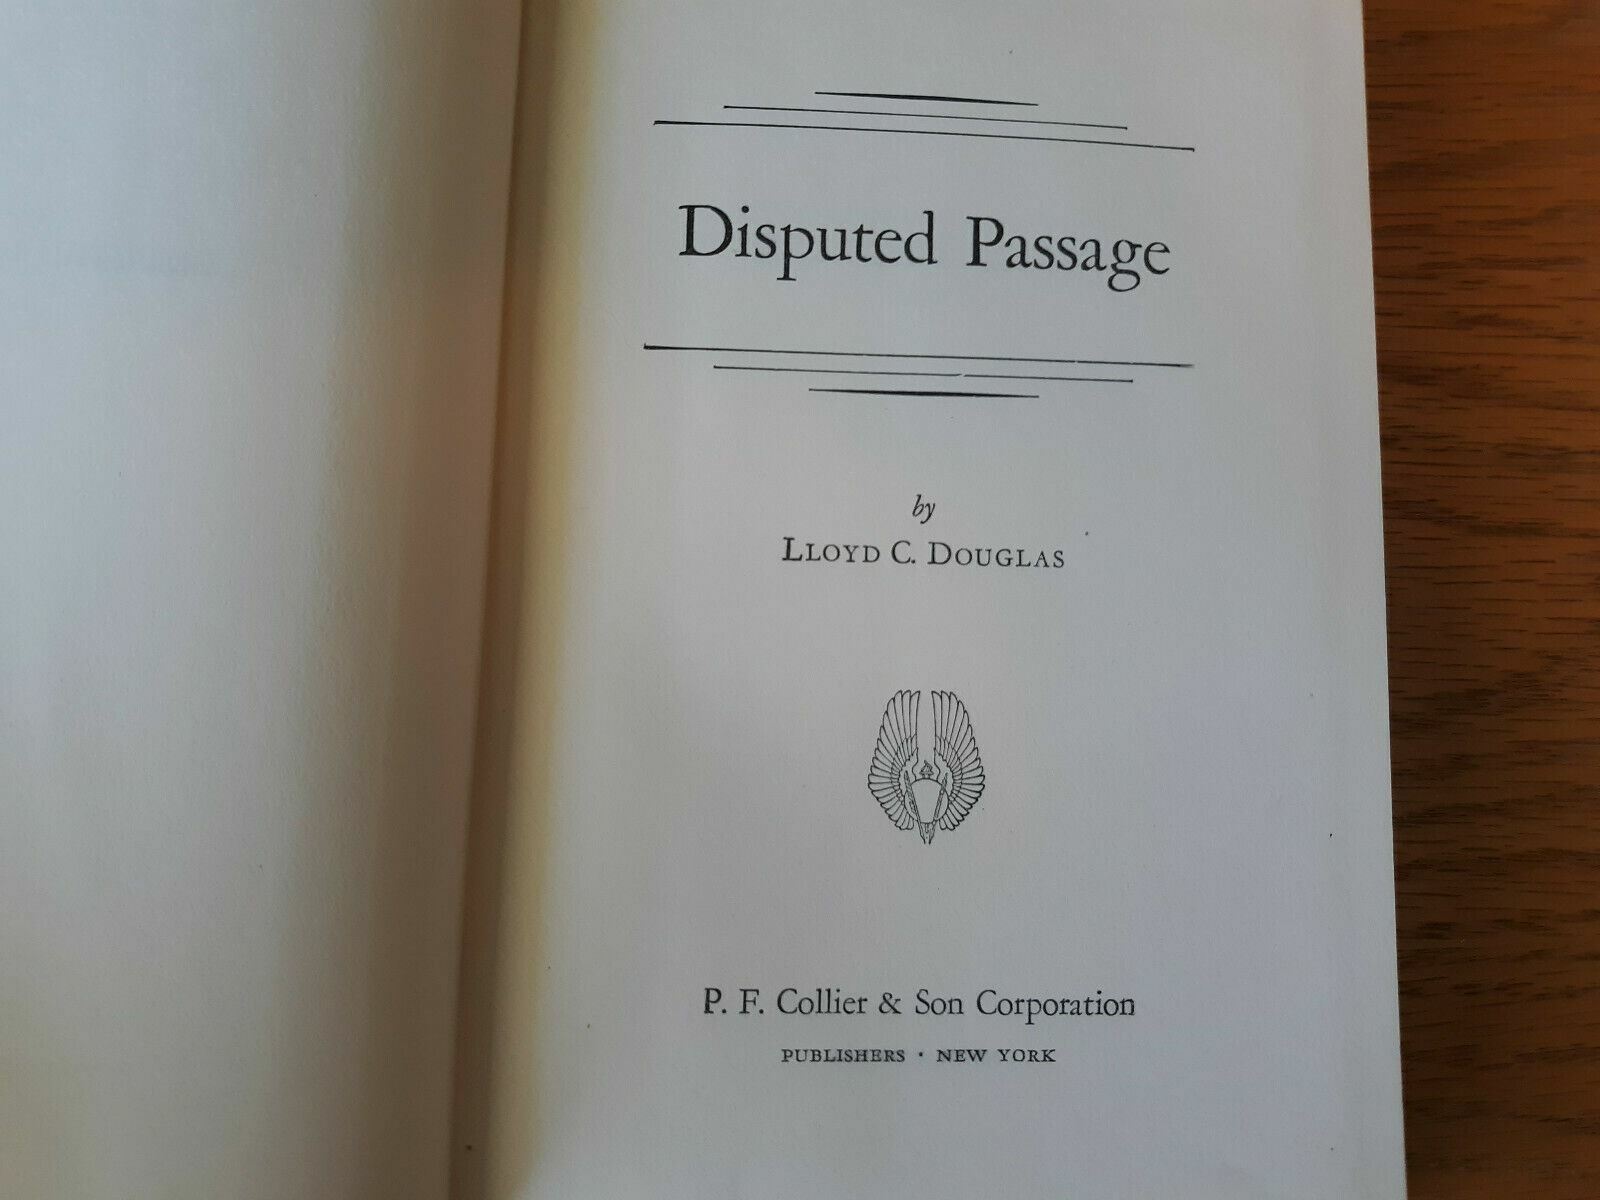 Disputed Passage
by
LLOYD C. DOUGLAS
P. F. Collier & Son Corporation
PUBLISHERS · NEW YORK